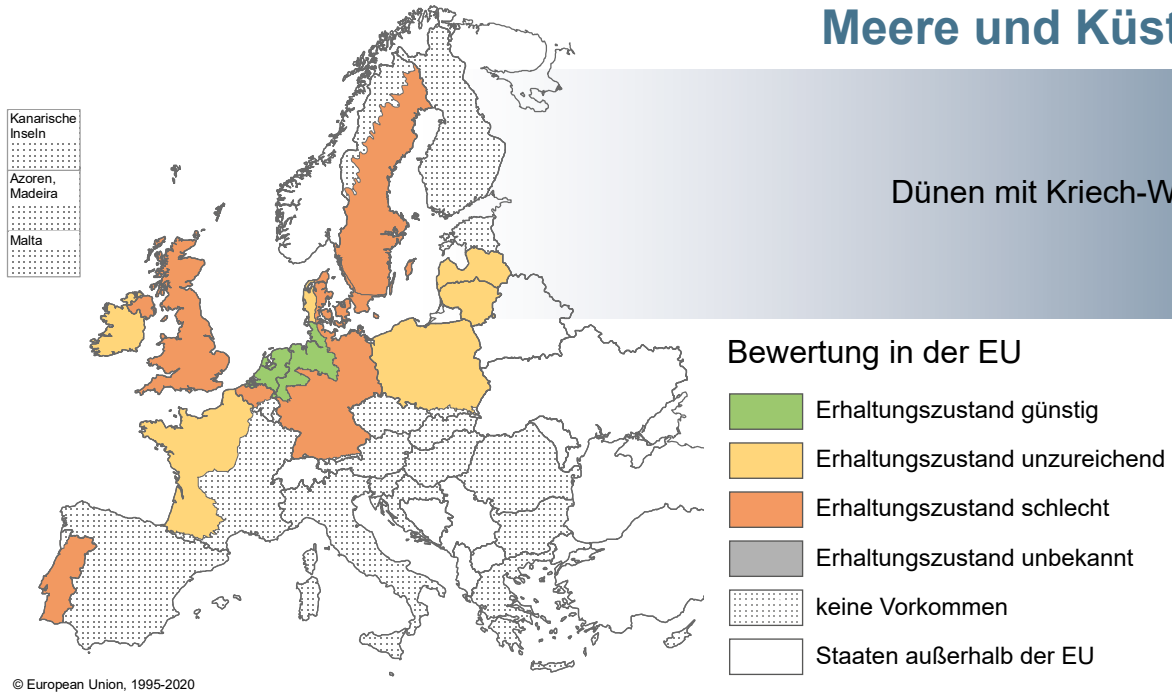 Meere und Küst
Kanarische
Inseln
Azoren,
Madeira
Malta
Dünen mit Kriech-W
Bewertung in der EU
Erhaltungszustand günstig
Erhaltungszustand unzureichend
Erhaltungszustand schlecht
Erhaltungszustand unbekannt
keine Vorkommen
Staaten außerhalb der EU
© European Union, 1995-2020